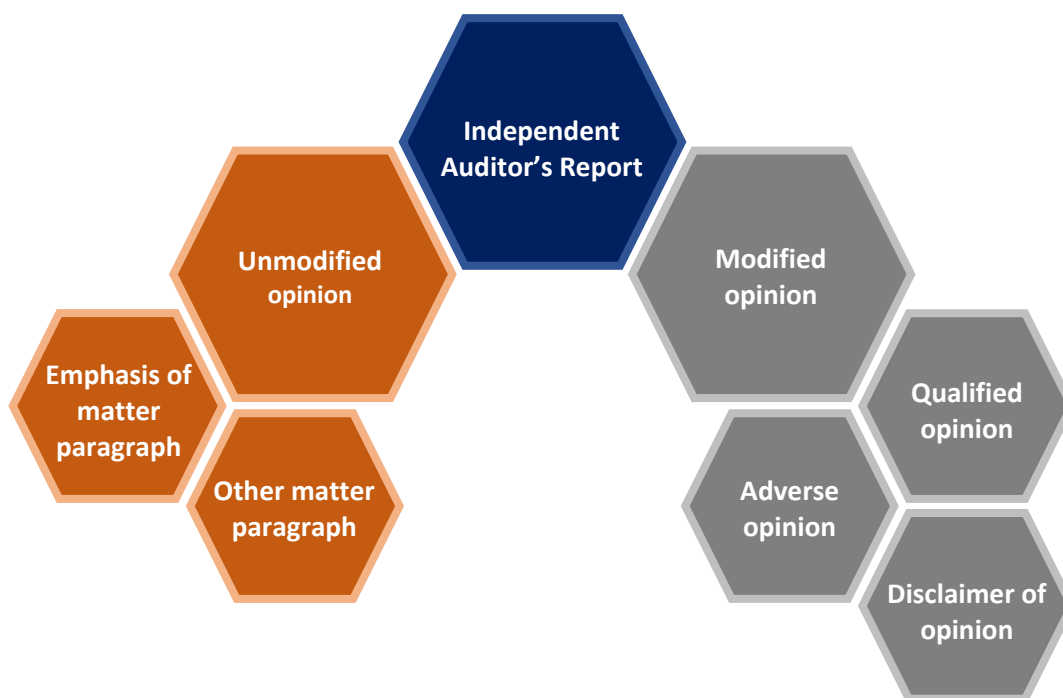 Independent
Auditor’s Report
Unmodified
opinion
Modified
opinion
Emphasis of
matter
paragraph
Other matter
paragraph
Qualified
opinion
Adverse
opinion
Disclaimer of
opinion